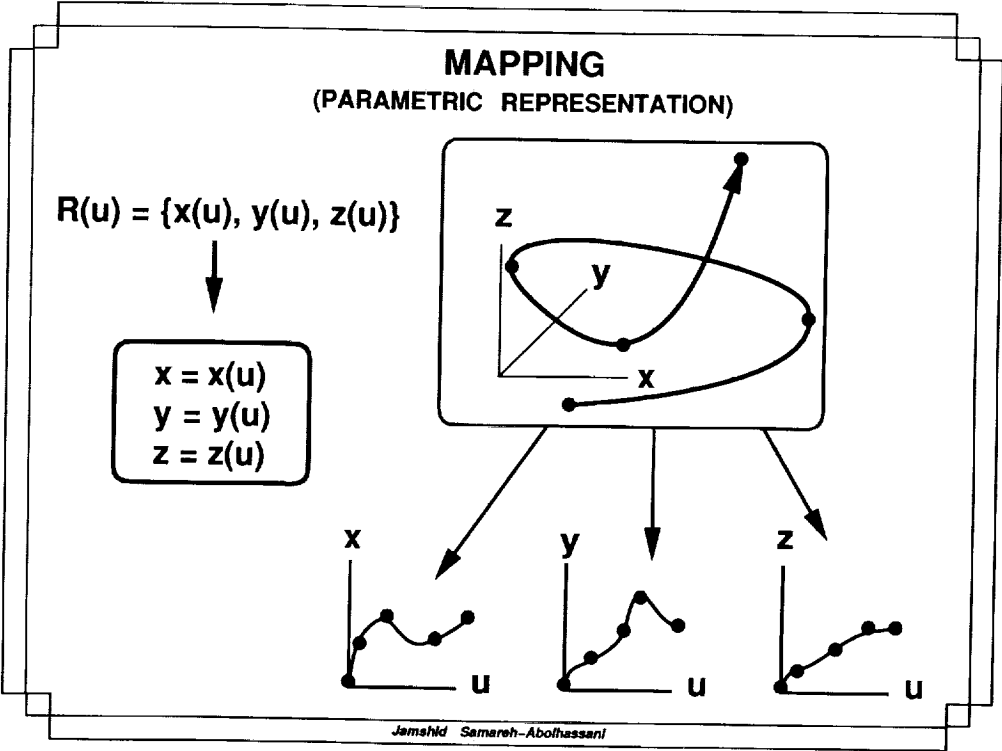 MAPPING
(PARAMETRIC REPRESENTATION)
R(u) = {x(u), y(u), z(u)}
z
y
x
x = x(u)
y = y(u)
z = z(u)
x
u
y
u
z
u
Jamshid Samareh-Abolhassani